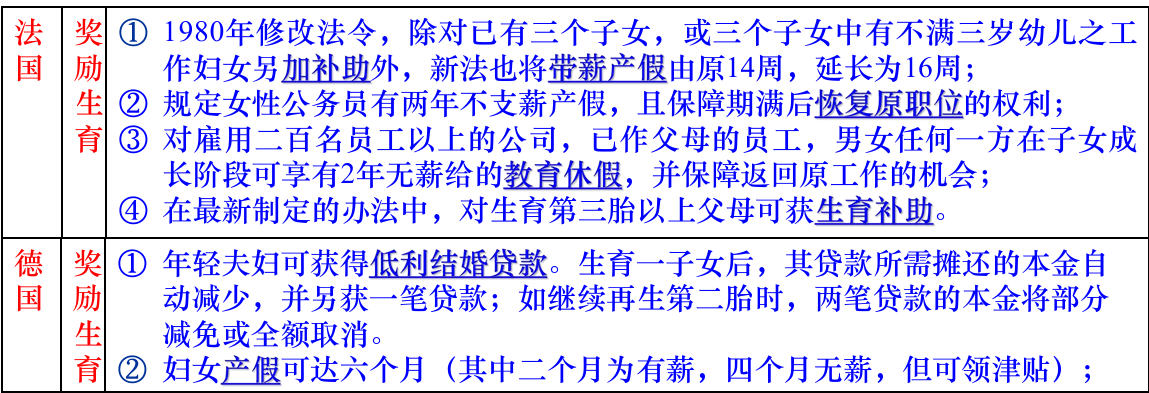 法国
奖励生育
① 1980年修改法令，除对已有三个子女，或三个子女中有不满三岁幼儿之工
作妇女另加补助外，新法也将带薪产假由原14周，延长为16周；
② 规定女性公务员有两年不支薪产假，且保障期满后恢复原职位的权利；
③ 对雇用二百名员工以上的公司，已作父母的员工，男女任何一方在子女成
长阶段可享有2年无薪给的教育休假，并保障返回原工作的机会；
④ 在最新制定的办法中，对生育第三胎以上父母可获生育补助。
德国
奖励生育
① 年轻夫妇可获得低利结婚贷款。生育一子女后，其贷款所需摊还的本金自
动减少，并另获一笔贷款；如继续再生第二胎时，两笔贷款的本金将部分
减免或全额取消。
② 妇女产假可达六个月（其中二个月为有薪，四个月无薪，但可领津贴）；